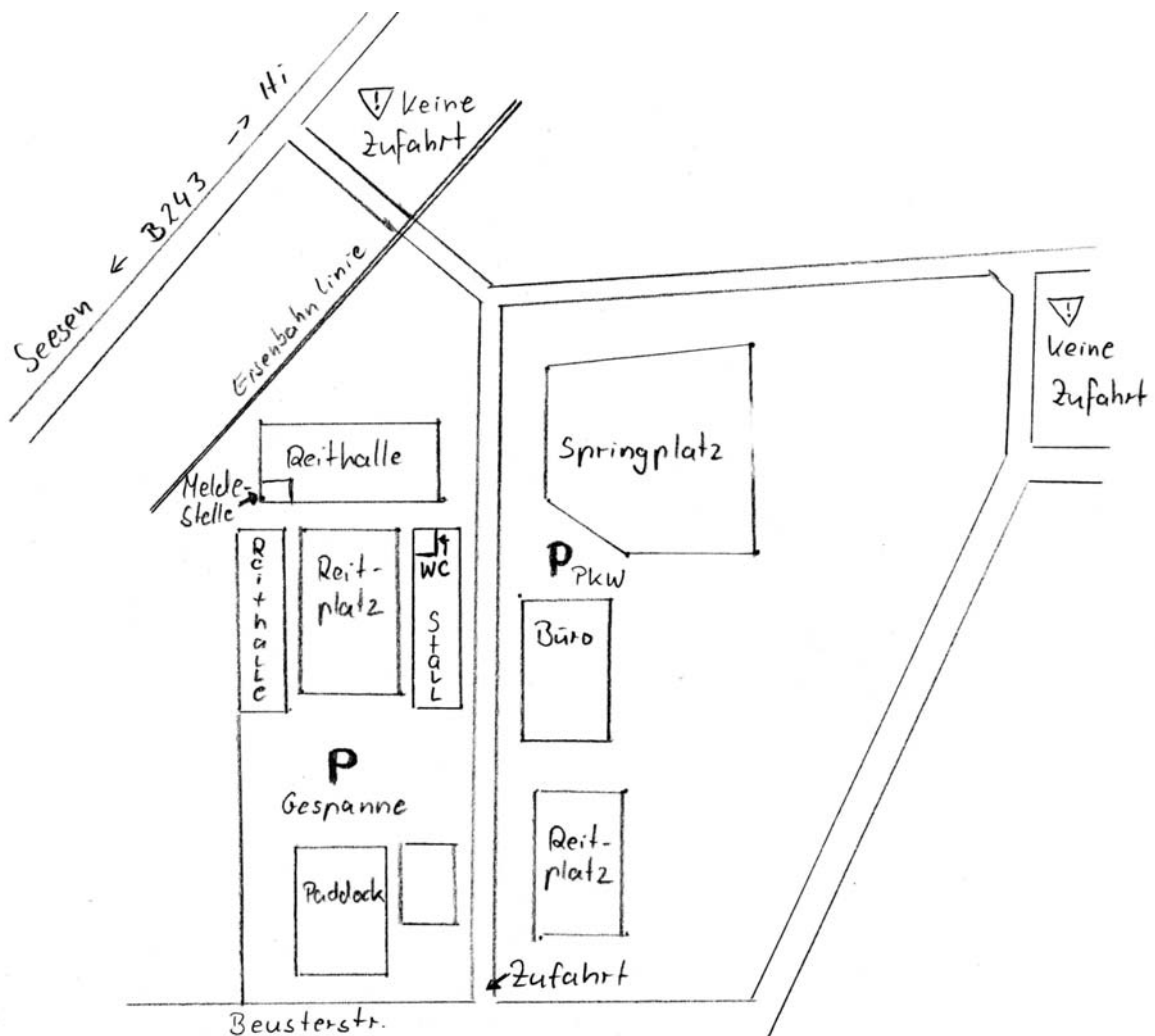 → Hi
B243
Seesen ←
! keine
Zufahrt
Eisenbahn Linie
! keine
Zufahrt
Reithalle
Melde-
Stelle
Springplatz
Reithalle
Reit-
platz
WC
Stall
P PKW
Büro
P
Gespanne
Paddock
Reit-
platz
Zufahrt
Beusterstr.